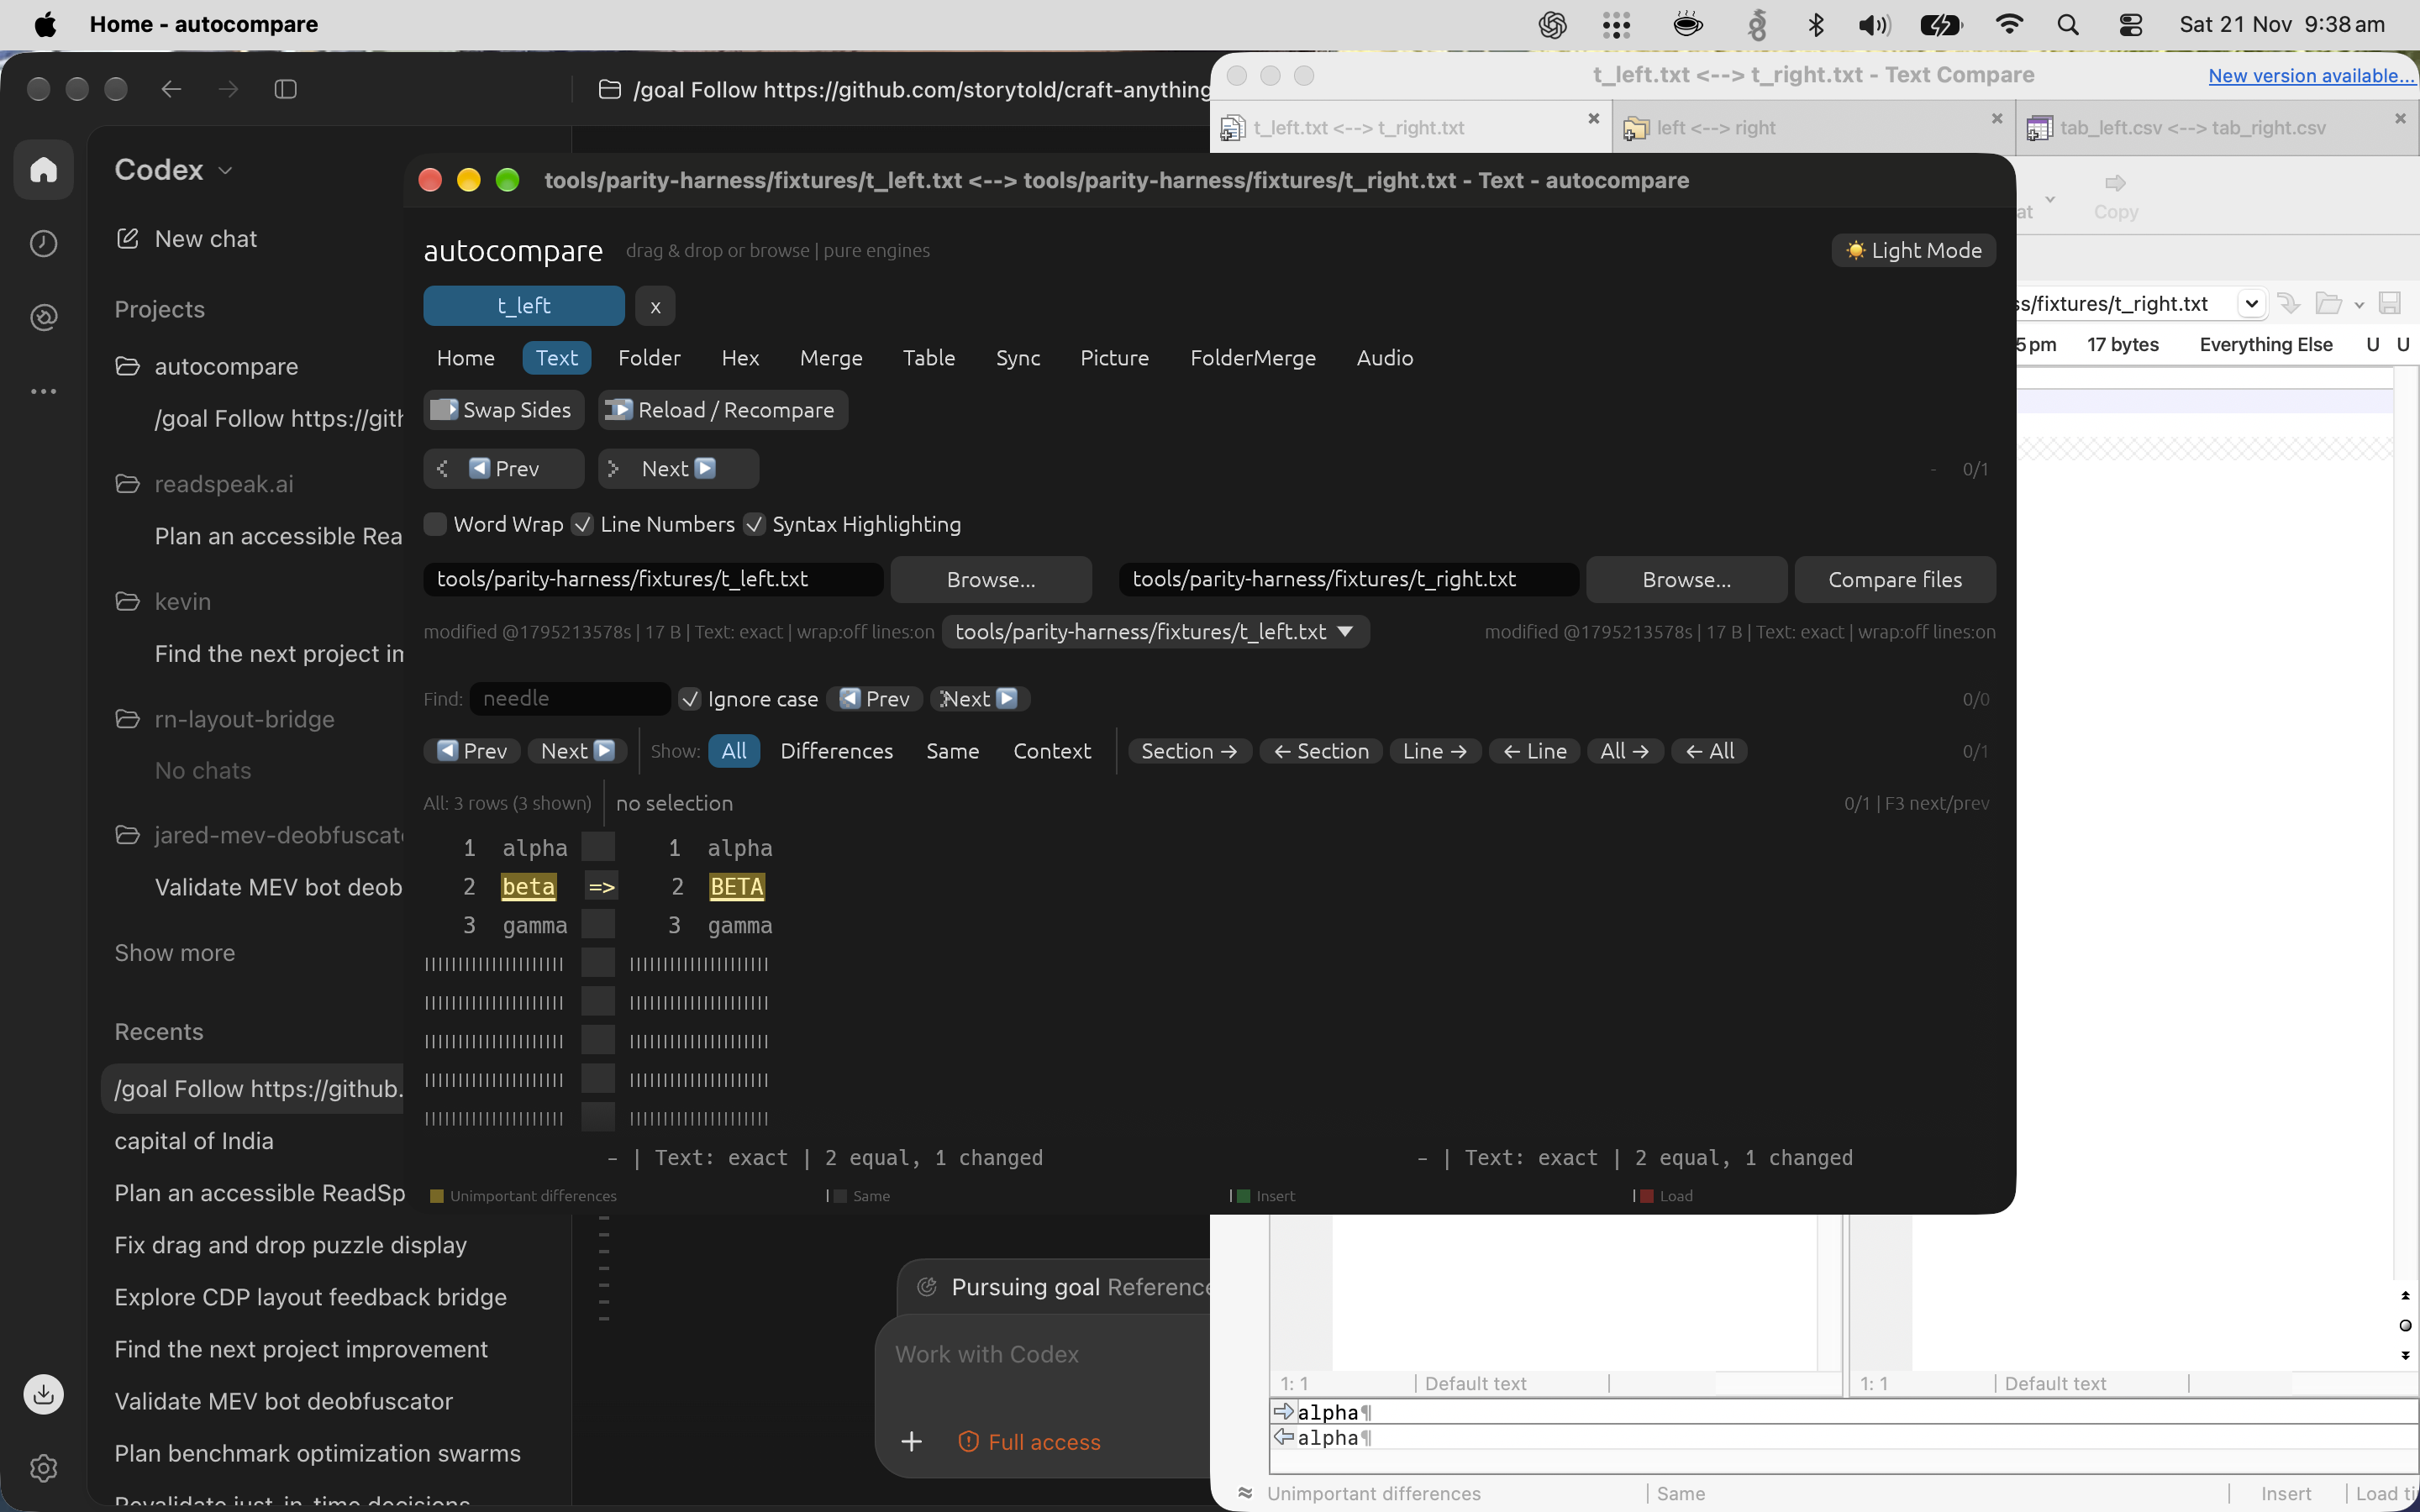 Home - autocompare
Sat 21 Nov 9:38 am
/goal Follow https://github.com/storytold/craft-anything
Codex
New chat
Projects
autocompare
/goal Follow https://gith
readspeak.ai
Plan an accessible Rea
kevin
Find the next project im
rn-layout-bridge
No chats
jared-mev-deobfuscat
Validate MEV bot deob
Show more
Recents
/goal Follow https://github.
capital of India
Plan an accessible ReadSp
Fix drag and drop puzzle display
Explore CDP layout feedback bridge
Find the next project improvement
Validate MEV bot deobfuscator
Plan benchmark optimization swarms
Revalidate just-in-time decisions
t_left.txt <--> t_right.txt - Text Compare
New version available...
t_left.txt <--> t_right.txt
left <--> right
tab_left.csv <--> tab_right.csv
at
Copy
ss/fixtures/t_right.txt
5 pm 17 bytes Everything Else U U
tools/parity-harness/fixtures/t_left.txt <--> tools/parity-harness/fixtures/t_right.txt - Text - autocompare
autocompare drag & drop or browse | pure engines
Light Mode
t_left x
Home Text Folder Hex Merge Table Sync Picture FolderMerge Audio
Swap Sides Reload / Recompare
< Prev > Next - 0/1
Word Wrap Line Numbers Syntax Highlighting
tools/parity-harness/fixtures/t_left.txt Browse... tools/parity-harness/fixtures/t_right.txt Browse... Compare files
modified @1795213578s | 17 B | Text: exact | wrap:off lines:on tools/parity-harness/fixtures/t_left.txt modified @1795213578s | 17 B | Text: exact | wrap:off lines:on
Find: needle Ignore case Prev Next 0/0
Prev Next Show: All Differences Same Context Section → ← Section Line → ← Line All → ← All 0/1
All: 3 rows (3 shown) no selection 0/1 | F3 next/prev
1 alpha 1 alpha
2 beta => 2 BETA
3 gamma 3 gamma
- | Text: exact | 2 equal, 1 changed - | Text: exact | 2 equal, 1 changed
Unimportant differences | Same | Insert | Load
Pursuing goal Reference
Work with Codex
+ Full access
1: 1 Default text 1: 1 Default text
alpha¶
alpha¶
≈ Unimportant differences Same Insert Load ti